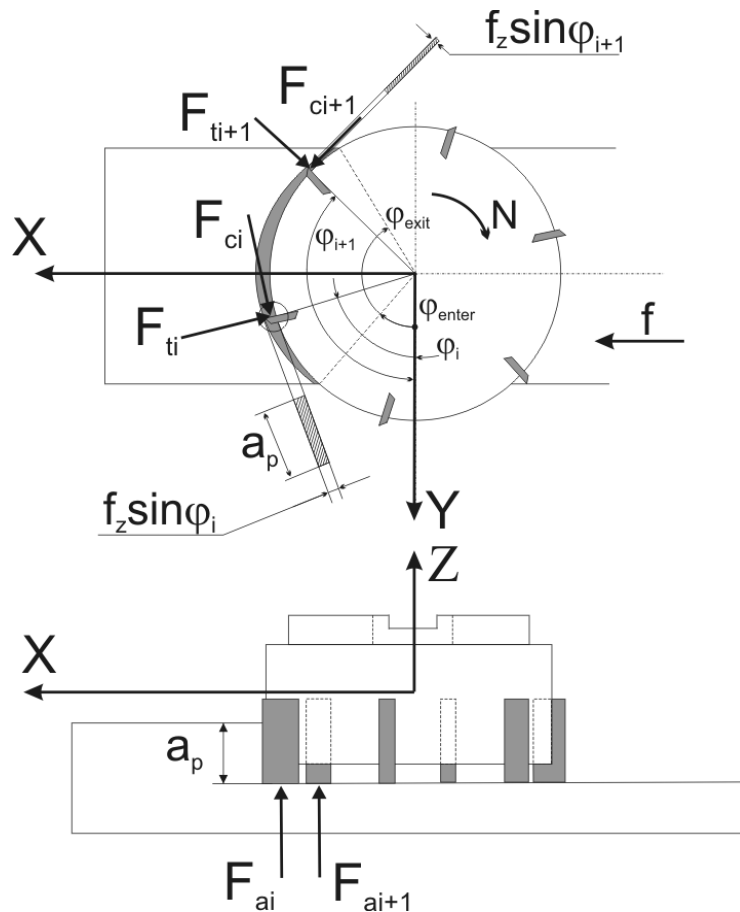 f_z sinφ_{i+1}
F_{ci+1}
F_{ti+1}
N
φ_{exit}
φ_{i+1}
X
F_{ci}
φ_{enter}
F_{ti}
f
φ_i
a_p
f_z sinφ_i
Y
Z
X
a_p
F_{ai}
F_{ai+1}